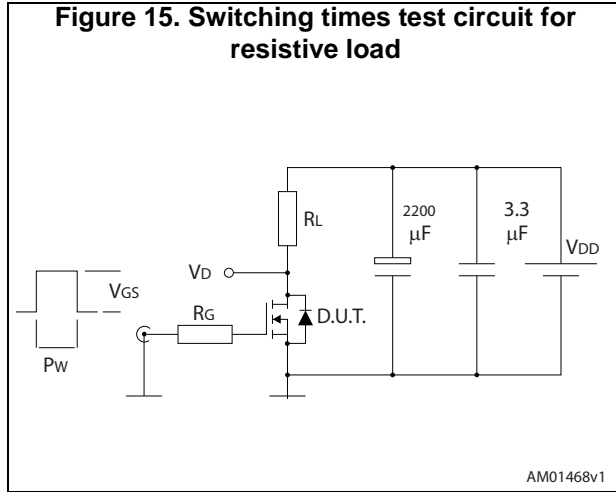 Figure 15. Switching times test circuit for
resistive load
RL
2200
μF
3.3
μF
VDD
VD
VGS
RG
D.U.T.
PW
AM01468v1